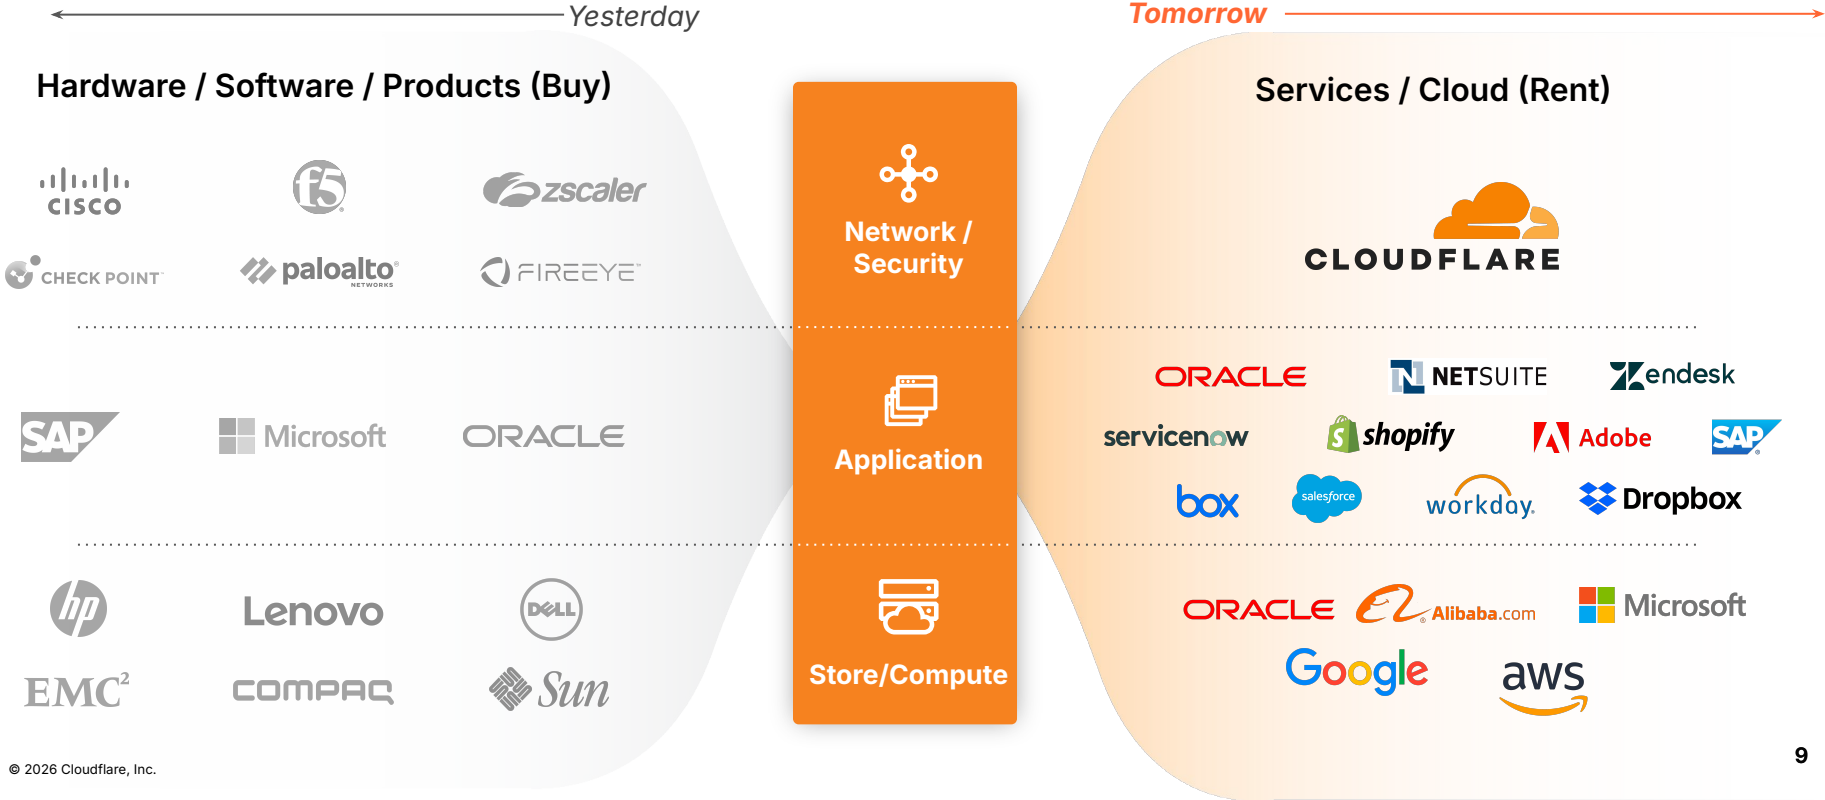 Yesterday
Tomorrow
Hardware / Software / Products (Buy)
Services / Cloud (Rent)
CISCO
f5®
zscaler
CHECK POINT™
paloalto®
NETWORKS
FIREEYE™
Network /
Security
CLOUDFLARE
SAP
Microsoft
ORACLE
Application
ORACLE
N NETSUITE
zendesk
servicenow
S shopify
Adobe
SAP®
box
salesforce
workday®
Dropbox
hp
Lenovo
DELL
EMC²
COMPAQ
Sun
Store/Compute
ORACLE
® Alibaba.com
Microsoft
Google
aws
© 2026 Cloudflare, Inc.
9